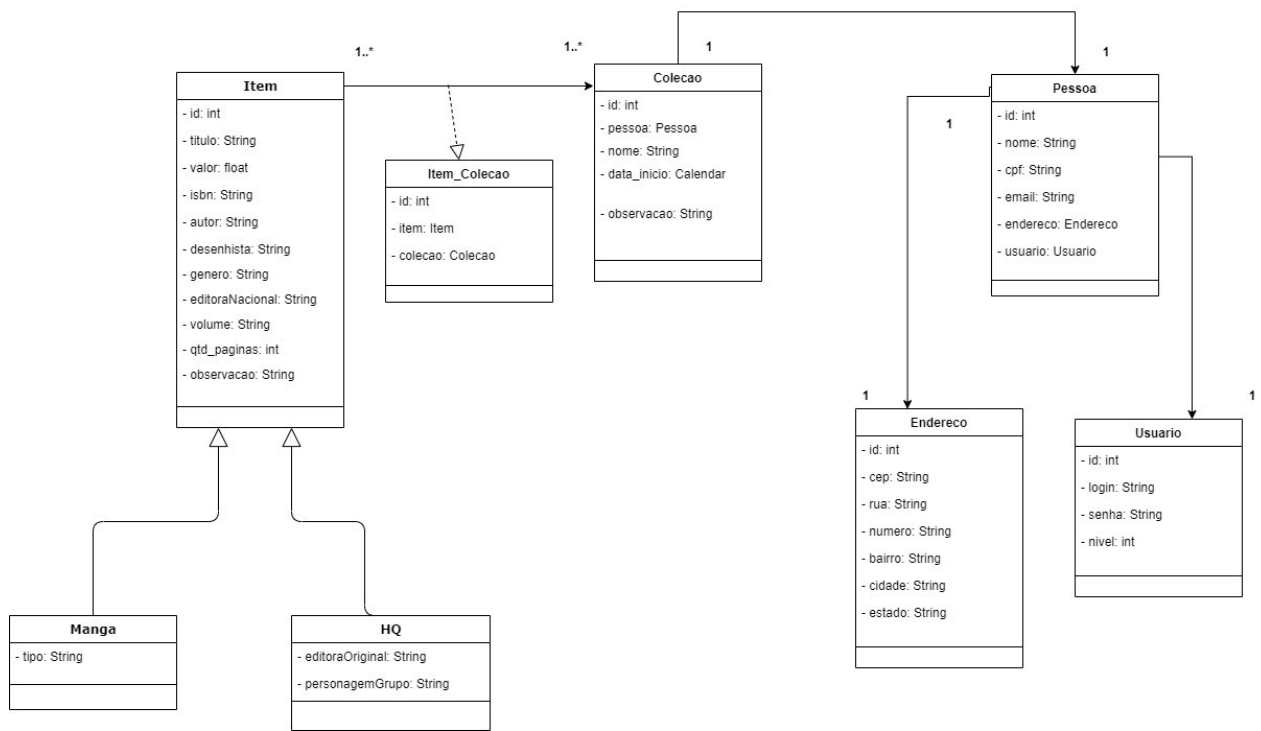 1..*
1..*
1
1
Item
- id: int
- titulo: String
- valor: float
- isbn: String
- autor: String
- desenhista: String
- genero: String
- editoraNacional: String
- volume: String
- qtd_paginas: int
- observacao: String
Item_Colecao
- id: int
- item: Item
- colecao: Colecao
Colecao
- id: int
- pessoa: Pessoa
- nome: String
- data_inicio: Calendar
- observacao: String
Pessoa
- id: int
- nome: String
- cpf: String
- email: String
- endereco: Endereco
- usuario: Usuario
1
1
1
Endereco
- id: int
- cep: String
- rua: String
- numero: String
- bairro: String
- cidade: String
- estado: String
Usuario
- id: int
- login: String
- senha: String
- nivel: int
Manga
- tipo: String
HQ
- editoraOriginal: String
- personagemGrupo: String